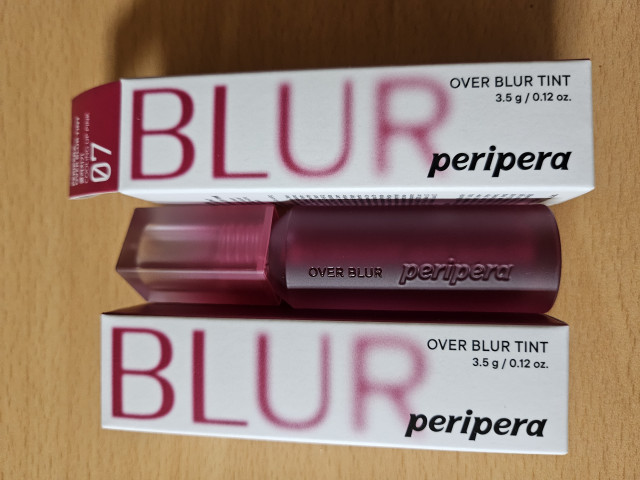 BLUR
OVER BLUR TINT
3.5 g / 0.12 oz.
peripera
07
OVER BLUR peripera
BLUR
OVER BLUR TINT
3.5 g / 0.12 oz.
peripera